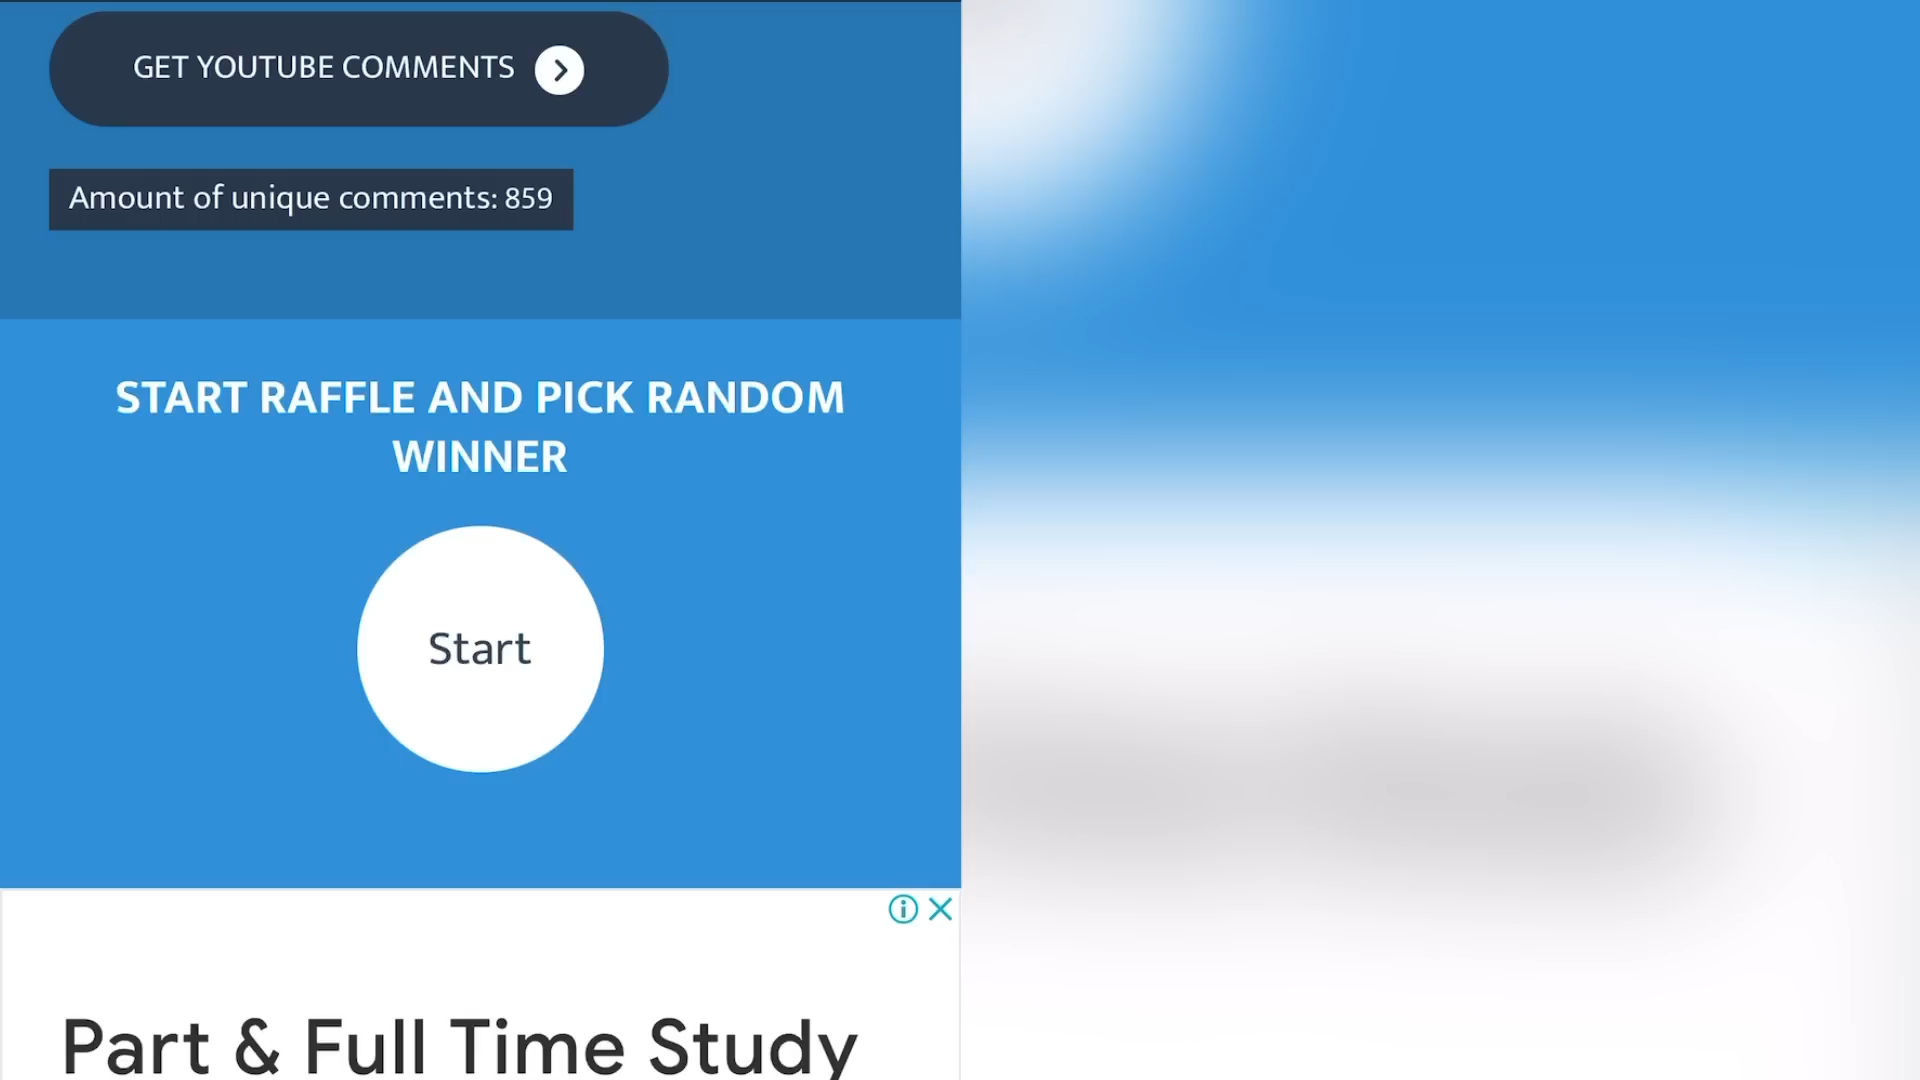 GET YOUTUBE COMMENTS
Amount of unique comments: 859
START RAFFLE AND PICK RANDOM
WINNER
Start
Part & Full Time Study